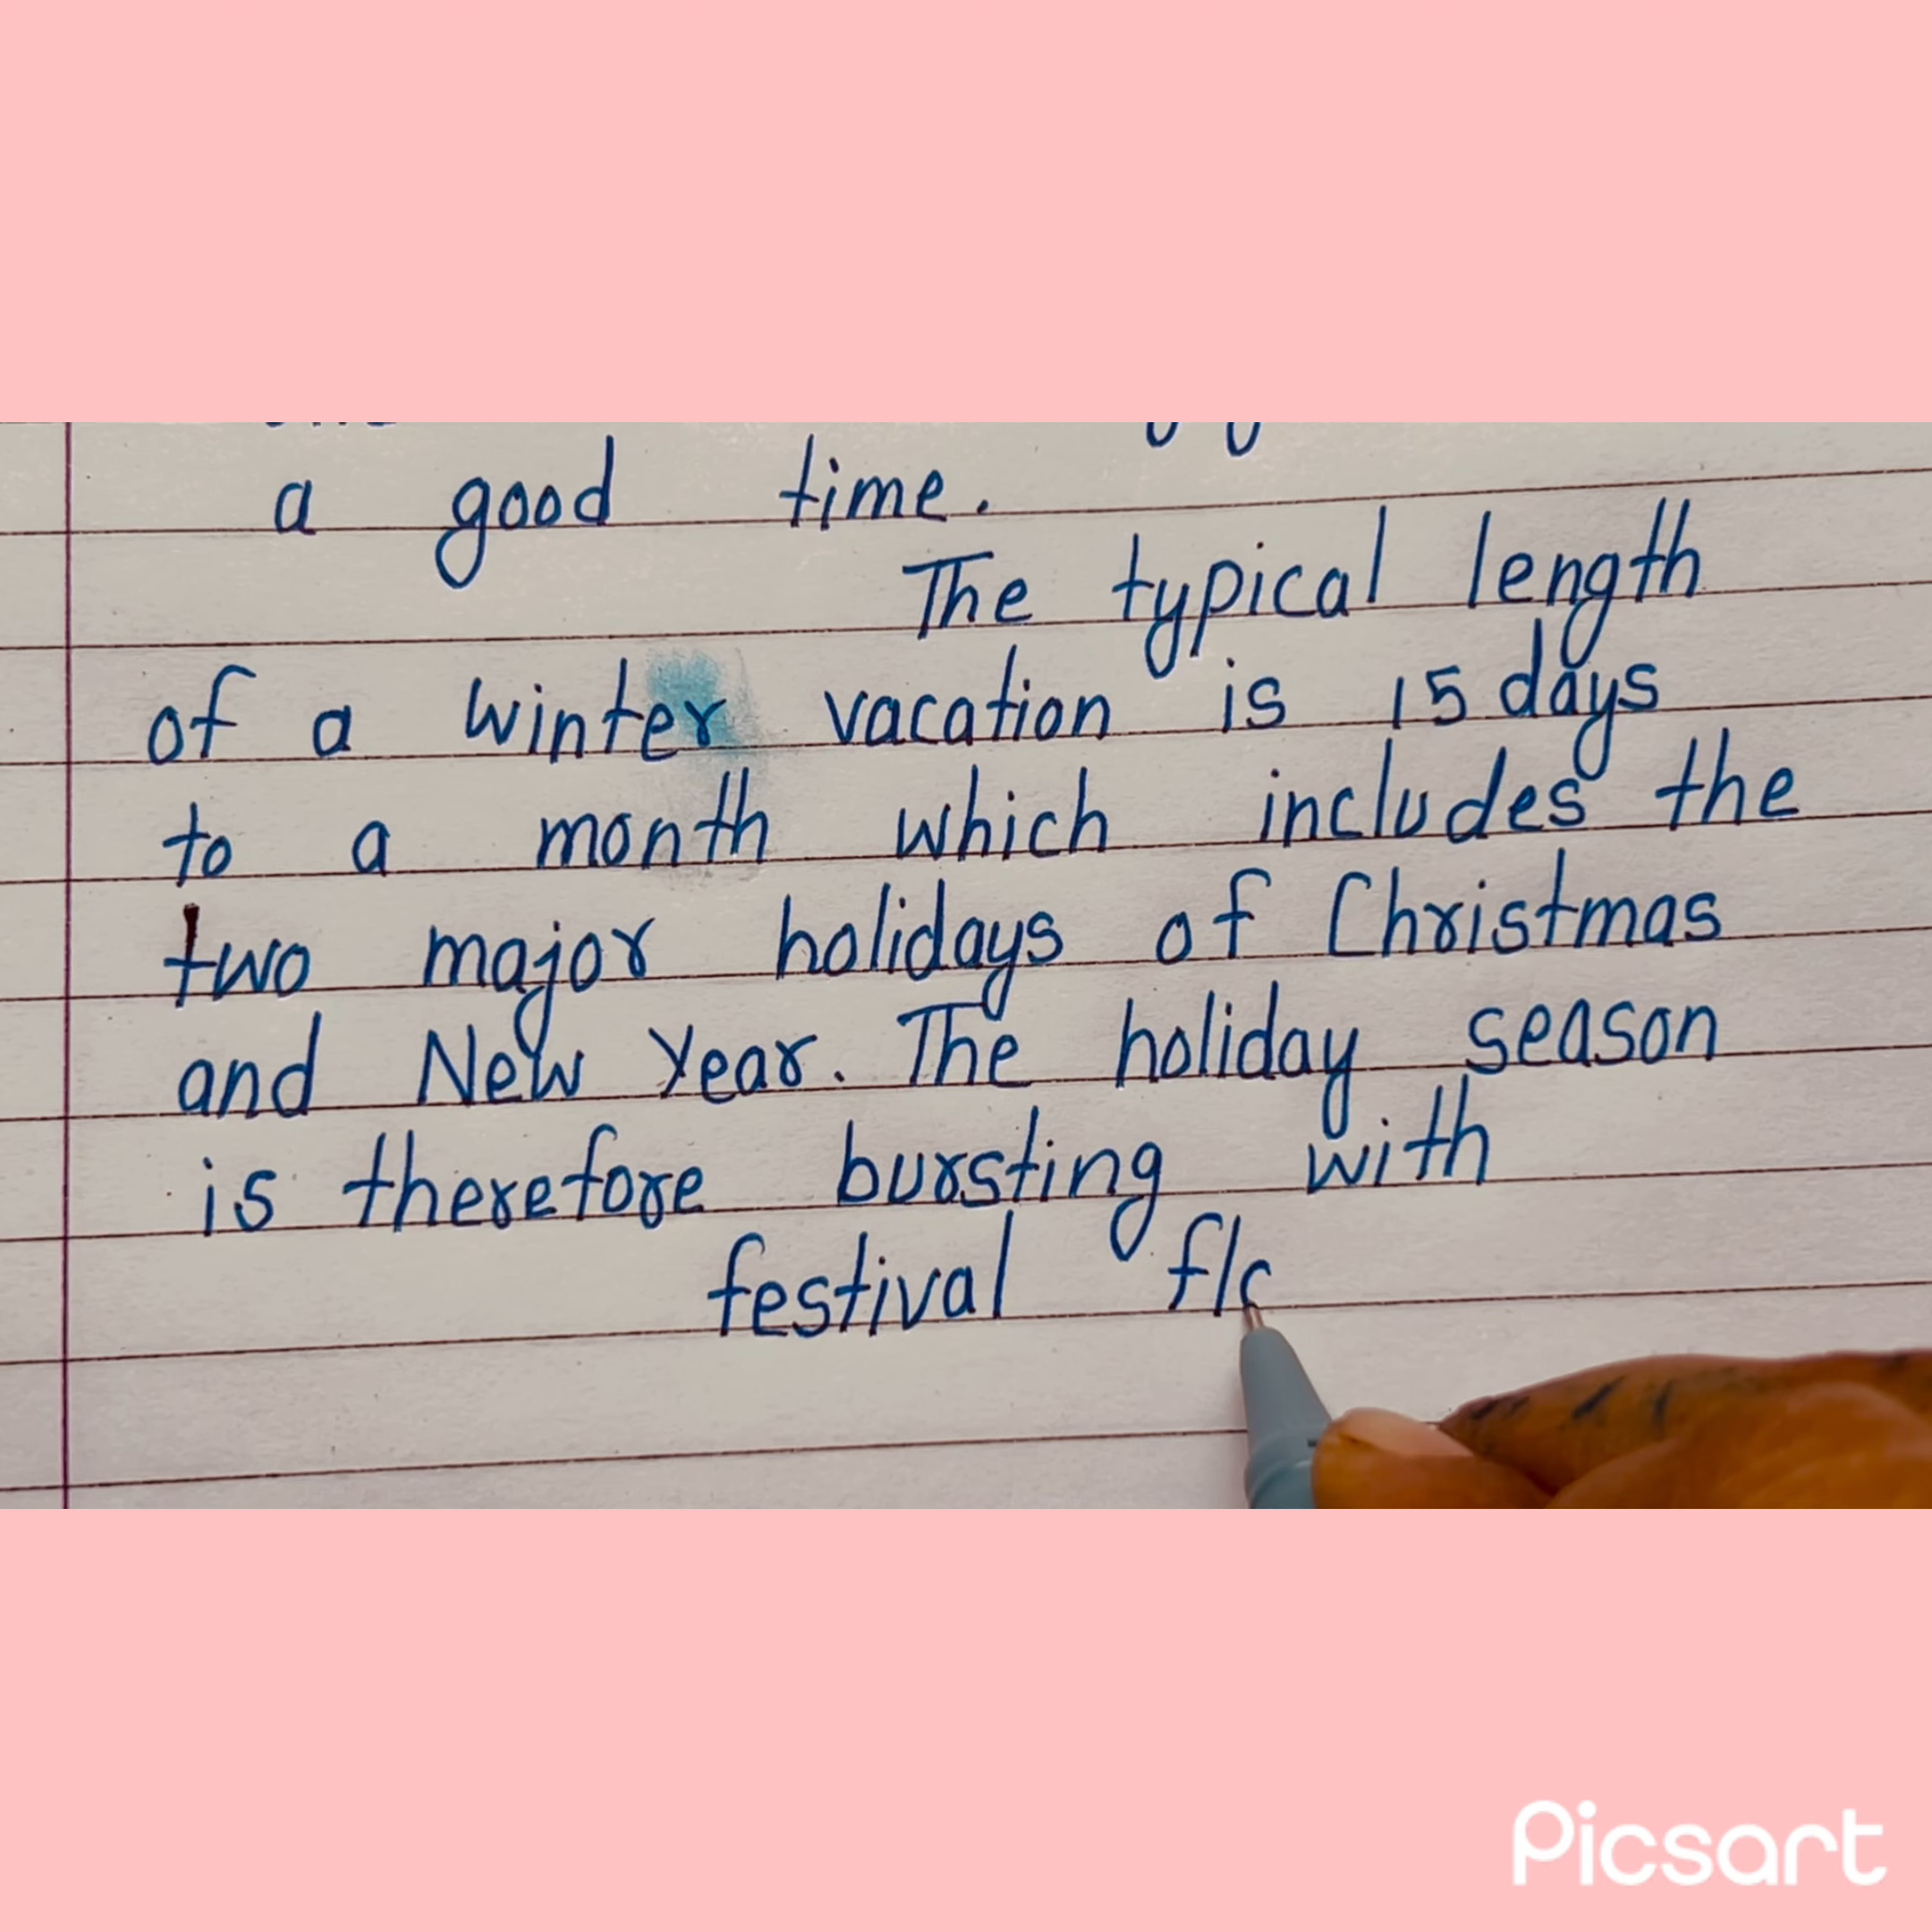 a good time.
The typical length
of a winter vacation is 15 days
to a month which includes the
two major holidays of Christmas
and New Year. The holiday season
is therefore bursting with
festival
Picsart